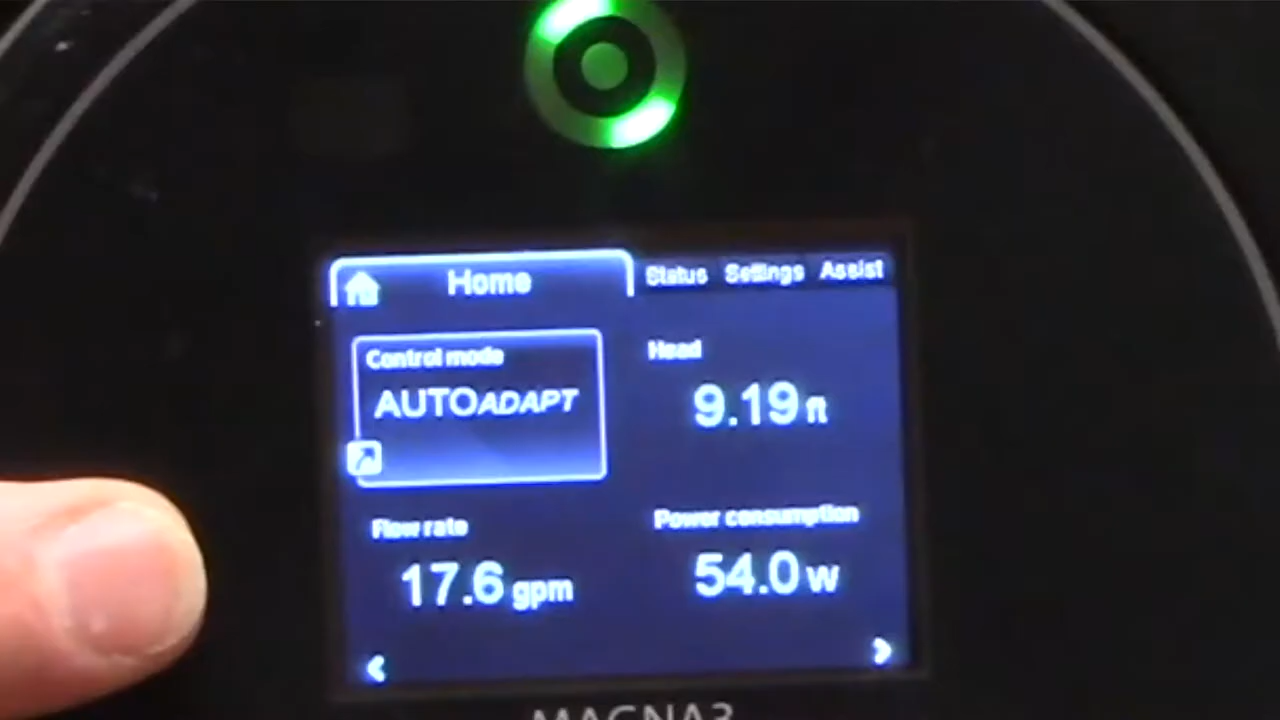 Home Status Settings Assist
Control mode
AUTOADAPT
Head
9.19 ft
Flow rate
17.6 gpm
Power consumption
54.0 W
MAGNA3